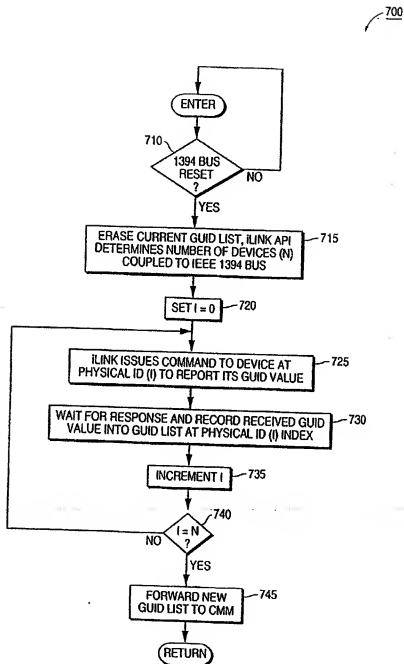 700
ENTER
710
1394 BUS
RESET
?
NO
YES
ERASE CURRENT GUID LIST, iLINK API
DETERMINES NUMBER OF DEVICES (N)
COUPLED TO IEEE 1394 BUS
715
SET I = 0
720
iLINK ISSUES COMMAND TO DEVICE AT
PHYSICAL ID (I) TO REPORT ITS GUID VALUE
725
WAIT FOR RESPONSE AND RECORD RECEIVED GUID
VALUE INTO GUID LIST AT PHYSICAL ID (I) INDEX
730
INCREMENT I
735
740
I = N
?
NO
YES
FORWARD NEW
GUID LIST TO CMM
745
RETURN